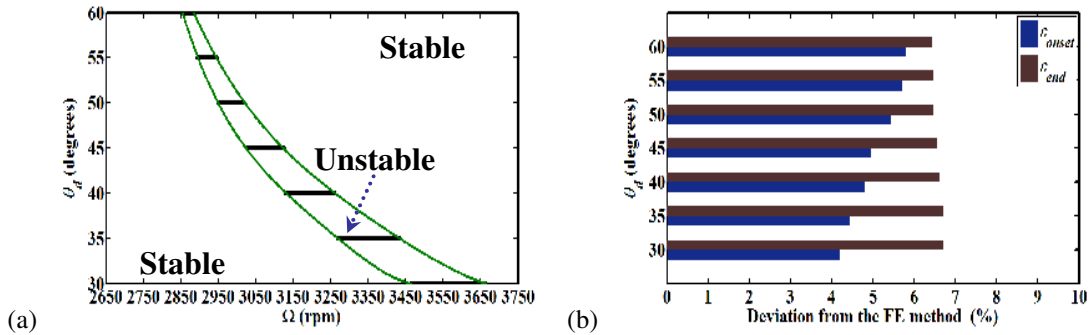 60
55
50
45
40
35
30
θd (degrees)
Stable
Unstable
Stable
2650 2750 2850 2950 3050 3150 3250 3350 3450 3550 3650 3750
Ω (rpm)
(a)
60
55
50
45
40
35
30
θd (degrees)
εonset
εend
0 1 2 3 4 5 6 7 8 9 10
Deviation from the FE method (%)
(b)